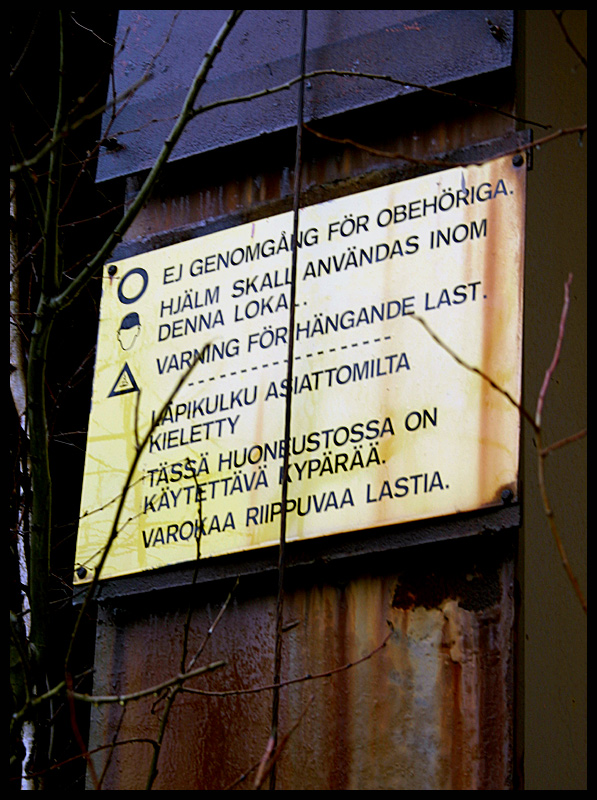 EJ GENOMGÅNG FÖR OBEHÖRIGA.
HJÄLM SKALL ANVÄNDAS INOM
DENNA LOKAL.
VARNING FÖR HÄNGANDE LAST.
LÄPIKULKU ASIATTOMILTA
KIELETTY
TÄSSÄ HUONEUSTOSSA ON
KÄYTETTÄVÄ KYPÄRÄÄ.
VAROKAA RIIPPUVAA LASTIA.